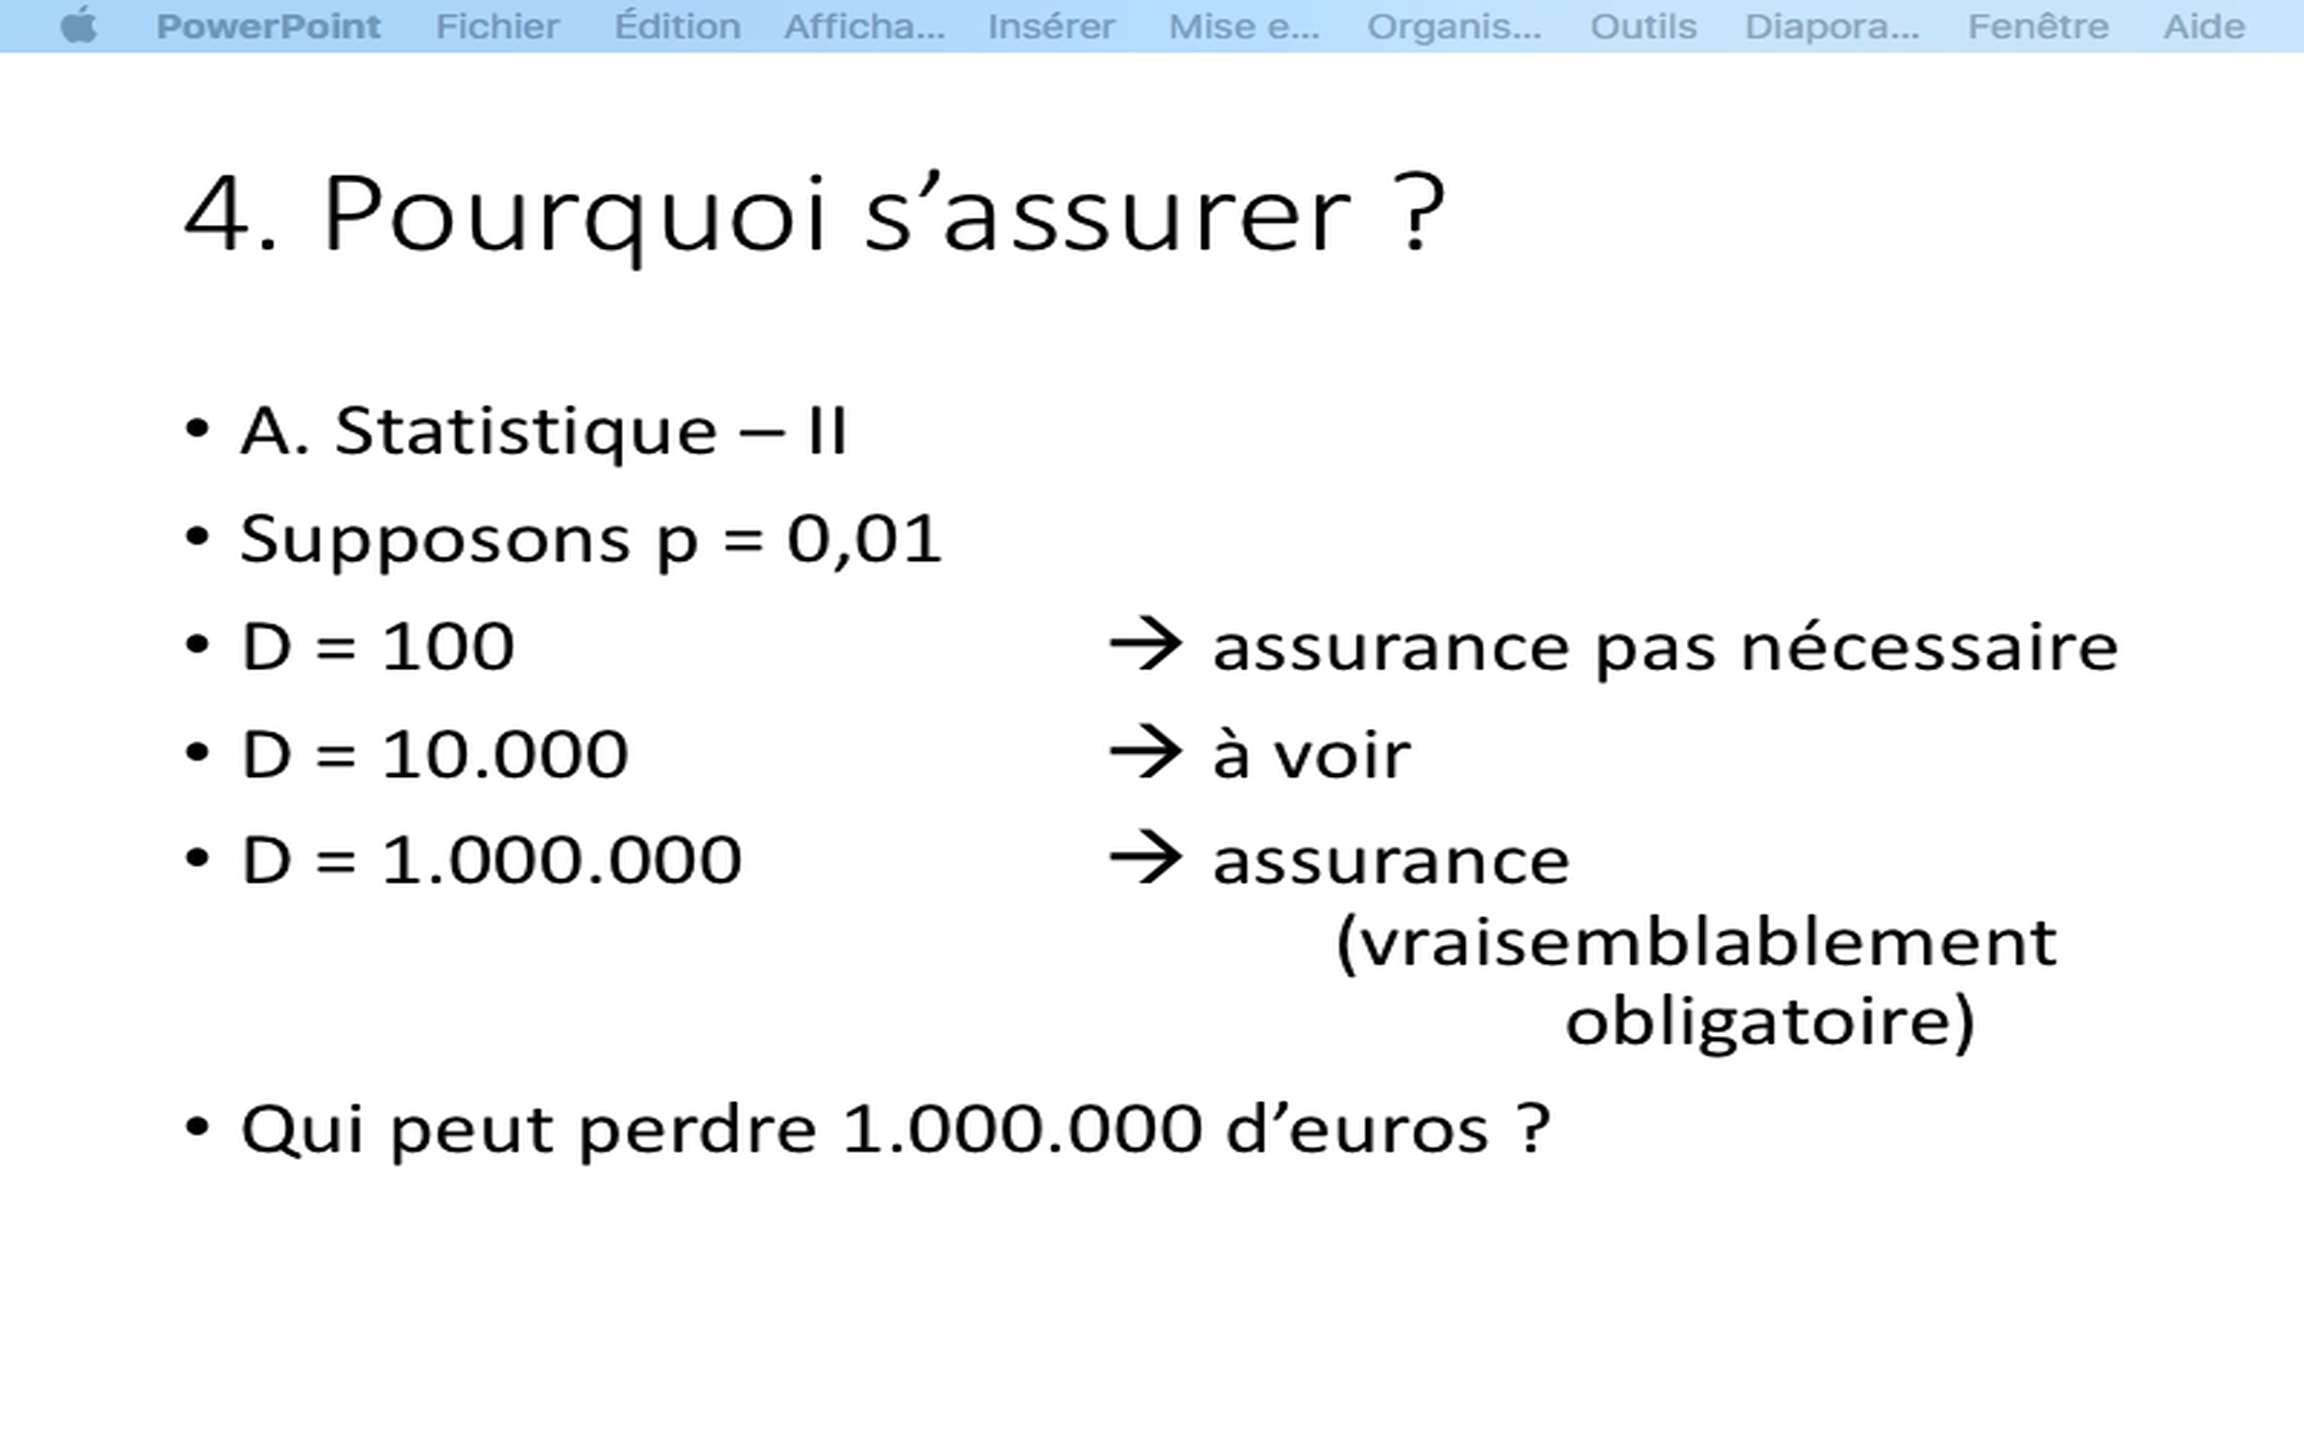 PowerPoint Fichier Édition Afficha... Insérer Mise e... Organis... Outils Diapora... Fenêtre Aide
4. Pourquoi s’assurer ?
• A. Statistique – II
• Supposons p = 0,01
• D = 100 → assurance pas nécessaire
• D = 10.000 → à voir
• D = 1.000.000 → assurance
(vraisemblablement
obligatoire)
• Qui peut perdre 1.000.000 d’euros ?